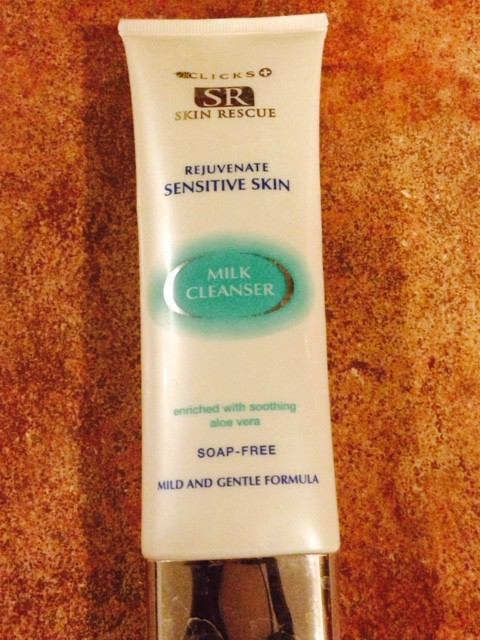 CLICKS
SR
SKIN RESCUE
REJUVENATE
SENSITIVE SKIN
MILK
CLEANSER
enriched with soothing
aloe vera
SOAP-FREE
MILD AND GENTLE FORMULA